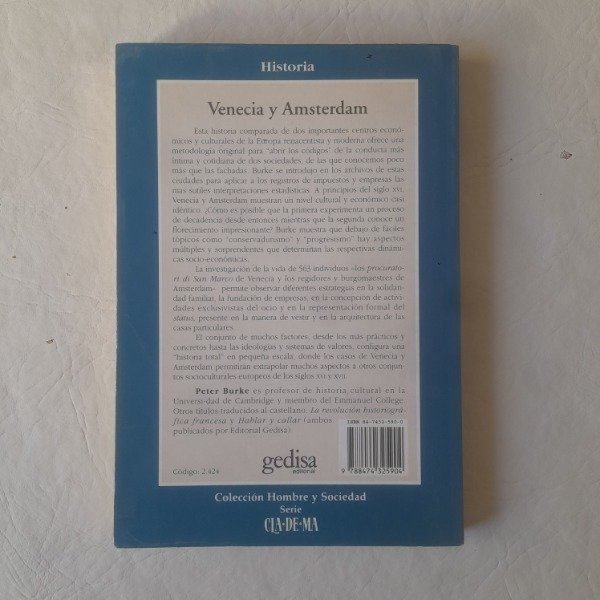 Historia
Venecia y Amsterdam
Esta historia comparada de dos importantes centros econó-
micos y culturales de la Europa renacentista y moderna ofrece una
metodología original para "abrir los códigos" de la conducta más
íntima y cotidiana de dos sociedades, de las que conocemos poco
más que las fachadas. Burke se introdujo en los archivos de estas
ciudades para aplicar a los registros de impuestos y empresas las
más sutiles interpretaciones estadísticas. A principios del siglo XVI,
Venecia y Amsterdam muestran un nivel cultural y económico casi
idéntico. ¿Cómo es posible que la primera experimenta un proceso
de decadencia desde entonces mientras que la segunda conoce un
florecimiento impresionante? Burke muestra que debajo de fáciles
tópicos como "conservadurismo" y "progresismo" hay aspectos
múltiples y sorprendentes que determinan las respectivas dinámi-
cas socio-económicas.
La investigación de la vida de 563 individuos -los procurato-
ri di San Marco de Venecia y los regidores y burgomaestres de
Amsterdam- permite observar diferentes estrategias en la solidari-
dad familiar, la fundación de empresas, en la concepción de activi-
dades exclusivistas del ocio y en la representación formal del
status, presente en la manera de vestir y en la arquitectura de las
casas particulares.
El conjunto de muchos factores, desde los más prácticos y
concretos hasta las ideologías y sistemas de valores, configura una
"historia total" en pequeña escala, donde los casos de Venecia y
Amsterdam permitirán extrapolar muchos aspectos a otros conjun-
tos socioculturales europeos de los siglos XVI y XVII.
Peter Burke es profesor de historia cultural en la
Universi-dad de Cambridge y miembro del Emmanuel College.
Otros títulos traducidos al castellano: La revolución historiográ-
fica francesa y Hablar y callar (ambos
publicados por Editorial Gedisa).
ISBN 84-7432-590-0
9 788474 325904
gedisa
editorial
Código: 2.424
Colección Hombre y Sociedad
Serie
CLA·DE·MA